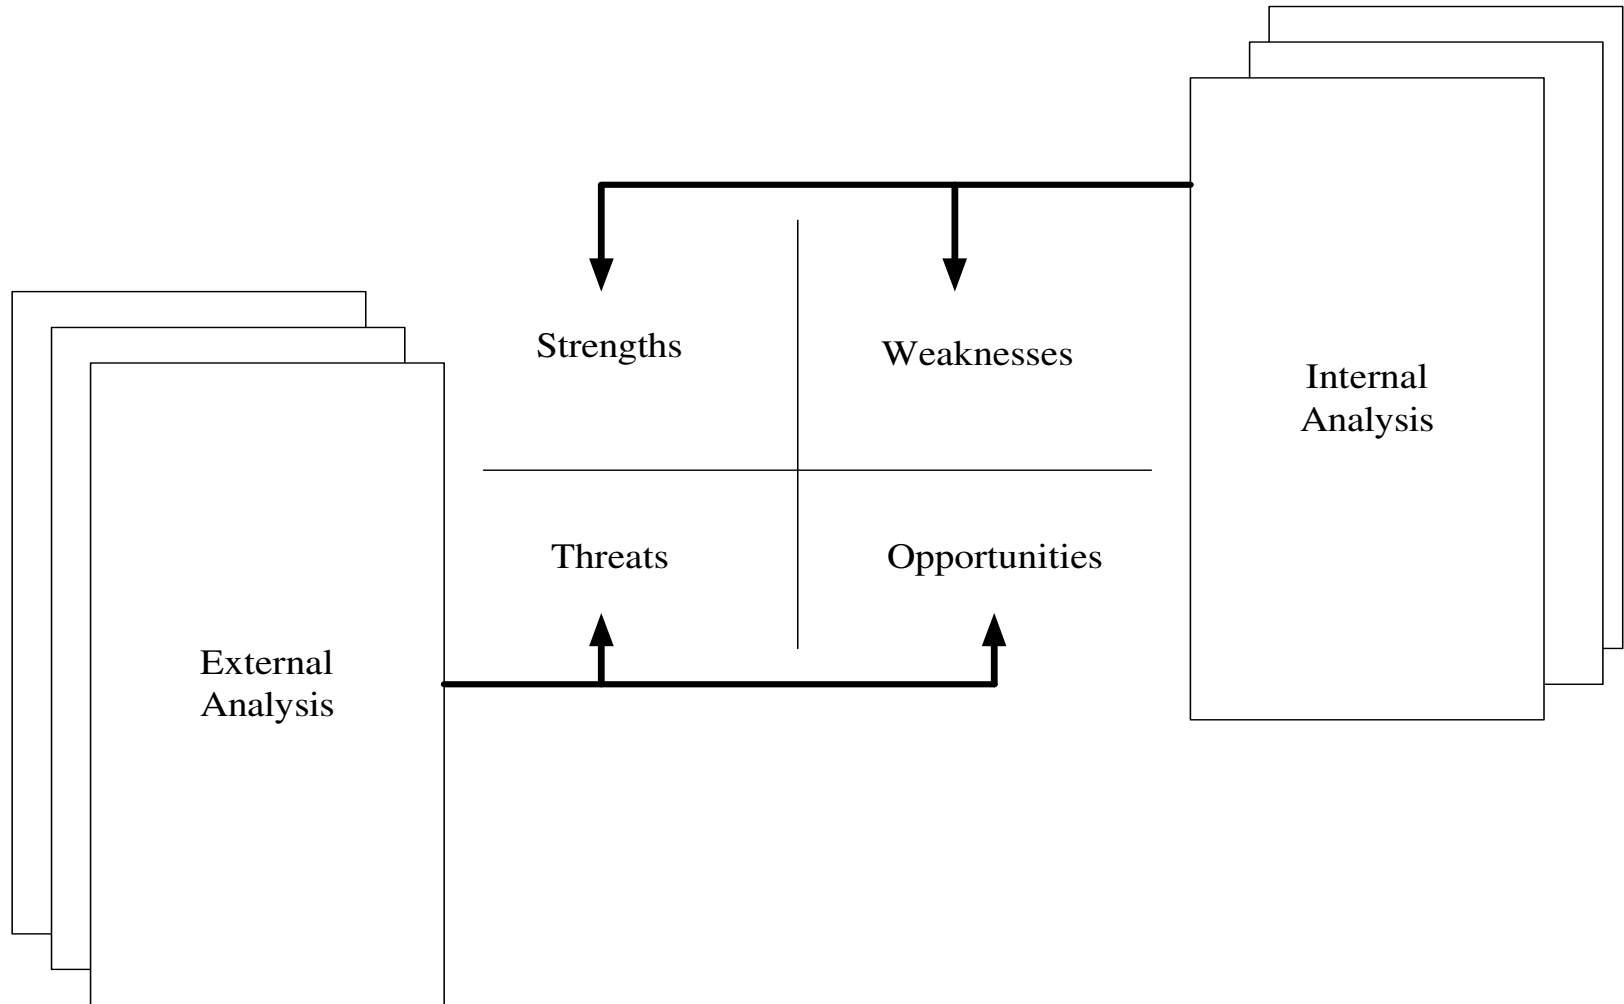 Strengths
Weaknesses
Internal
Analysis
Threats
Opportunities
External
Analysis